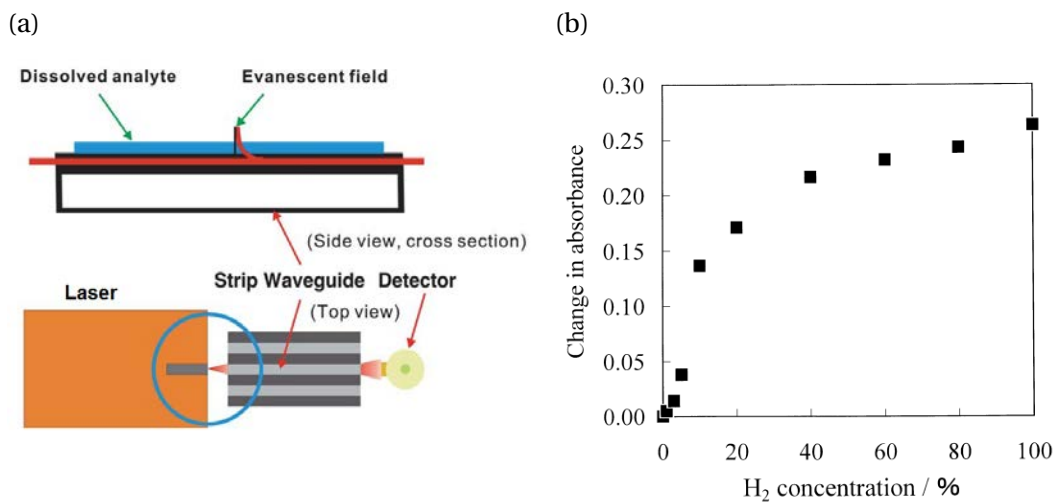 (a)
Dissolved analyte
Evanescent field
(Side view, cross section)
Strip Waveguide
Detector
Laser
(Top view)
(b)
0.30
0.25
0.20
0.15
0.10
0.05
0.00
Change in absorbance
0
20
40
60
80
100
H₂ concentration / %